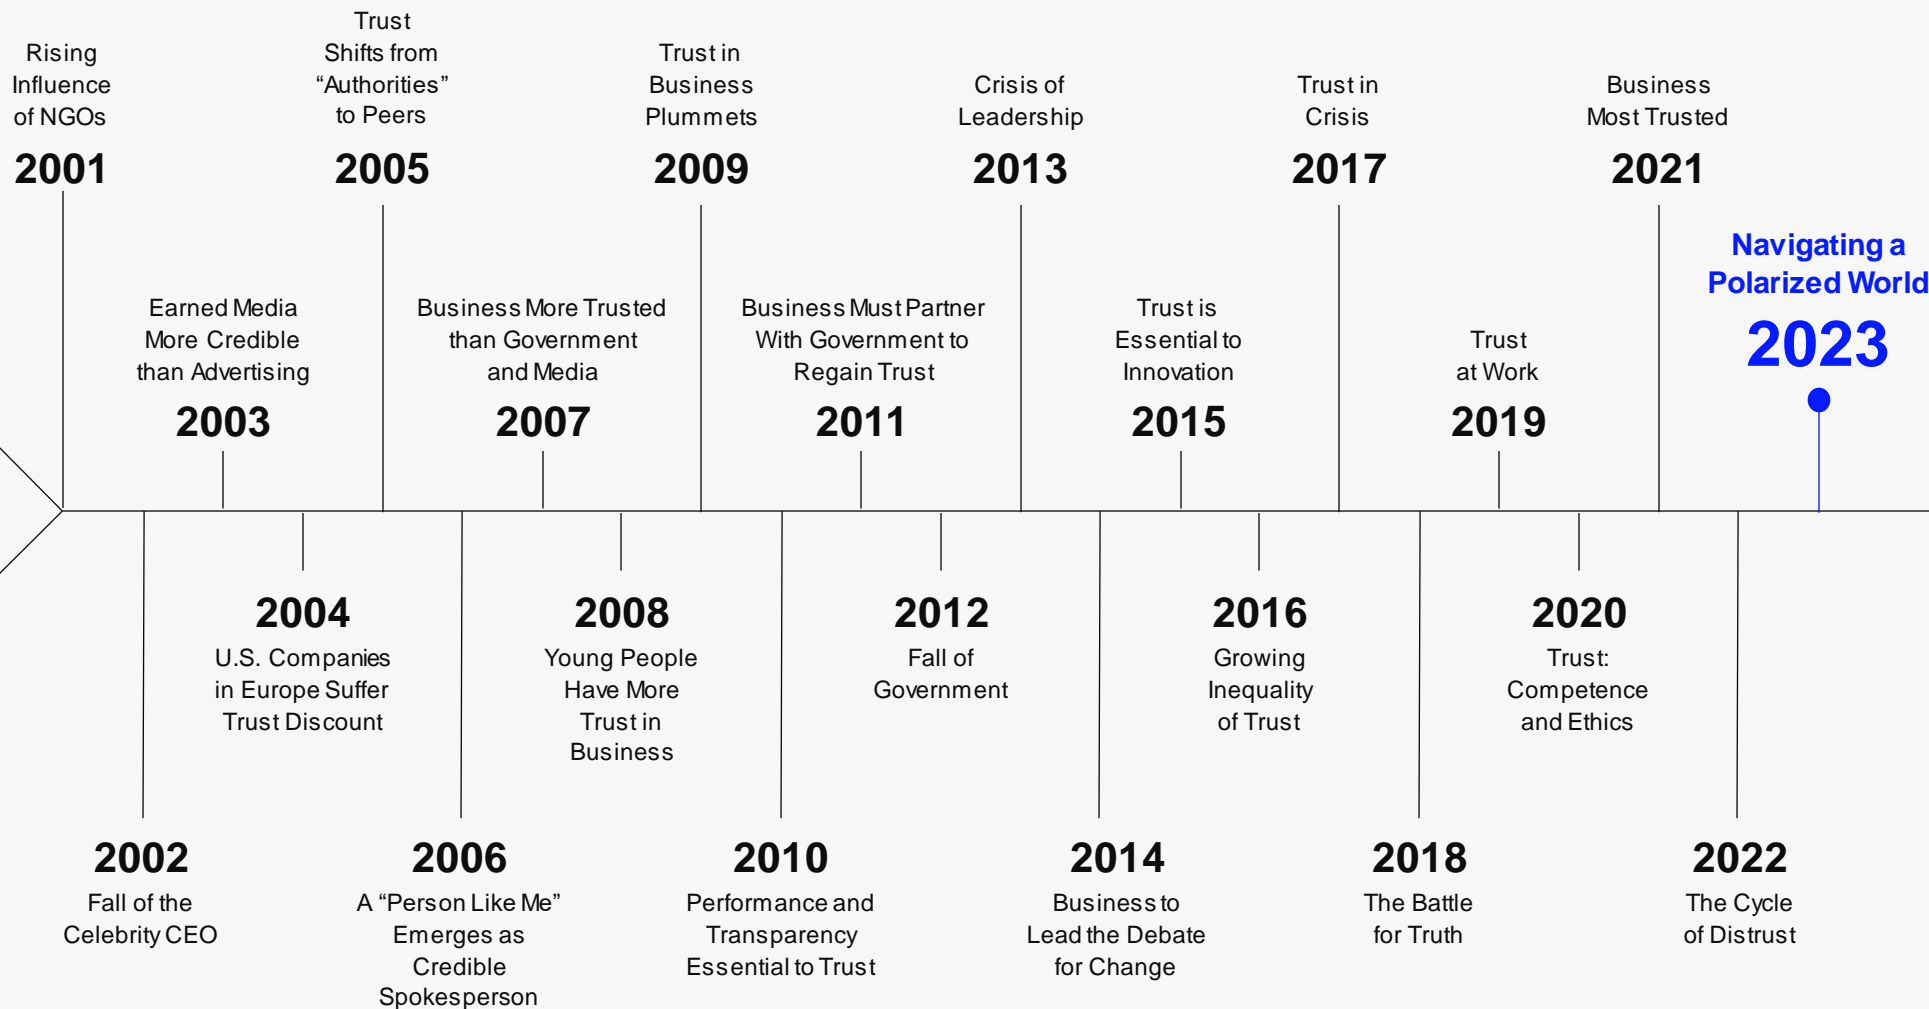 Rising
Influence
of NGOs
2001
Fall of the
Celebrity CEO
2002
Earned Media
More Credible
than Advertising
2003
2004
U.S. Companies
in Europe Suffer
Trust Discount
Trust
Shifts from
“Authorities”
to Peers
2005
2006
A “Person Like Me”
Emerges as
Credible
Spokesperson
Business More Trusted
than Government
and Media
2007
2008
Young People
Have More
Trust in
Business
Trust in
Business
Plummets
2009
2010
Performance and
Transparency
Essential to Trust
Business Must Partner
With Government to
Regain Trust
2011
2012
Fall of
Government
Crisis of
Leadership
2013
2014
Business to
Lead the Debate
for Change
Trust is
Essential to
Innovation
2015
2016
Growing
Inequality
of Trust
Trust in
Crisis
2017
2018
The Battle
for Truth
Trust
at Work
2019
2020
Trust:
Competence
and Ethics
Business
Most Trusted
2021
2022
The Cycle
of Distrust
Navigating a
Polarized World
2023